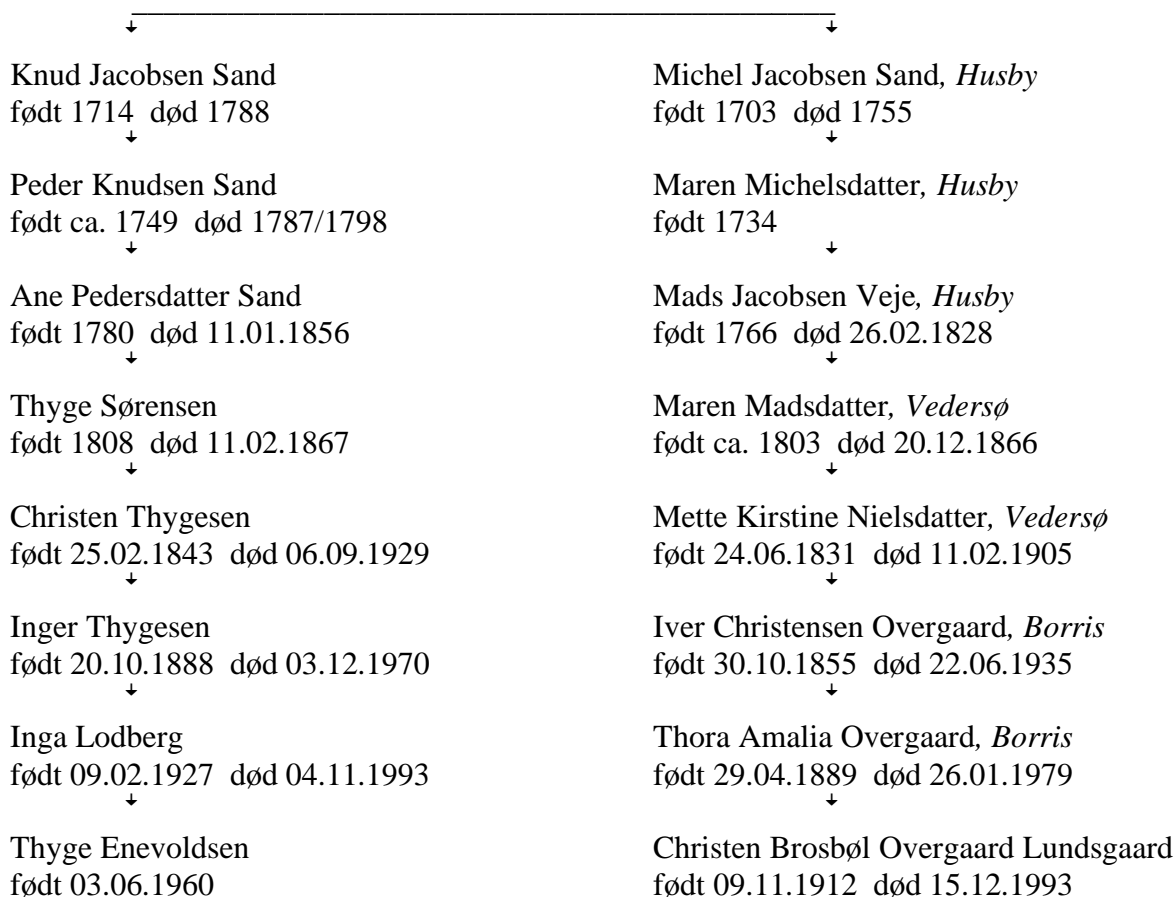 Knud Jacobsen Sand
født 1714 død 1788
Peder Knudsen Sand
født ca. 1749 død 1787/1798
Ane Pedersdatter Sand
født 1780 død 11.01.1856
Thyge Sørensen
født 1808 død 11.02.1867
Christen Thygesen
født 25.02.1843 død 06.09.1929
Inger Thygesen
født 20.10.1888 død 03.12.1970
Inga Lodberg
født 09.02.1927 død 04.11.1993
Thyge Enevoldsen
født 03.06.1960
Michel Jacobsen Sand, Husby
født 1703 død 1755
Maren Michelsdatter, Husby
født 1734
Mads Jacobsen Veje, Husby
født 1766 død 26.02.1828
Maren Madsdatter, Vedersø
født ca. 1803 død 20.12.1866
Mette Kirstine Nielsdatter, Vedersø
født 24.06.1831 død 11.02.1905
Iver Christensen Overgaard, Borris
født 30.10.1855 død 22.06.1935
Thora Amalia Overgaard, Borris
født 29.04.1889 død 26.01.1979
Christen Brosbøl Overgaard Lundsgaard
født 09.11.1912 død 15.12.1993